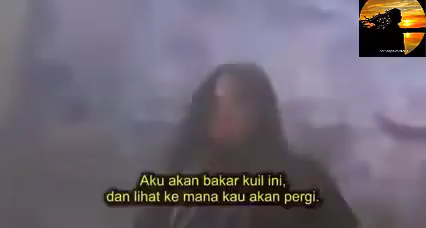 Aku akan bakar kuil ini,
dan lihat ke mana kau akan pergi.